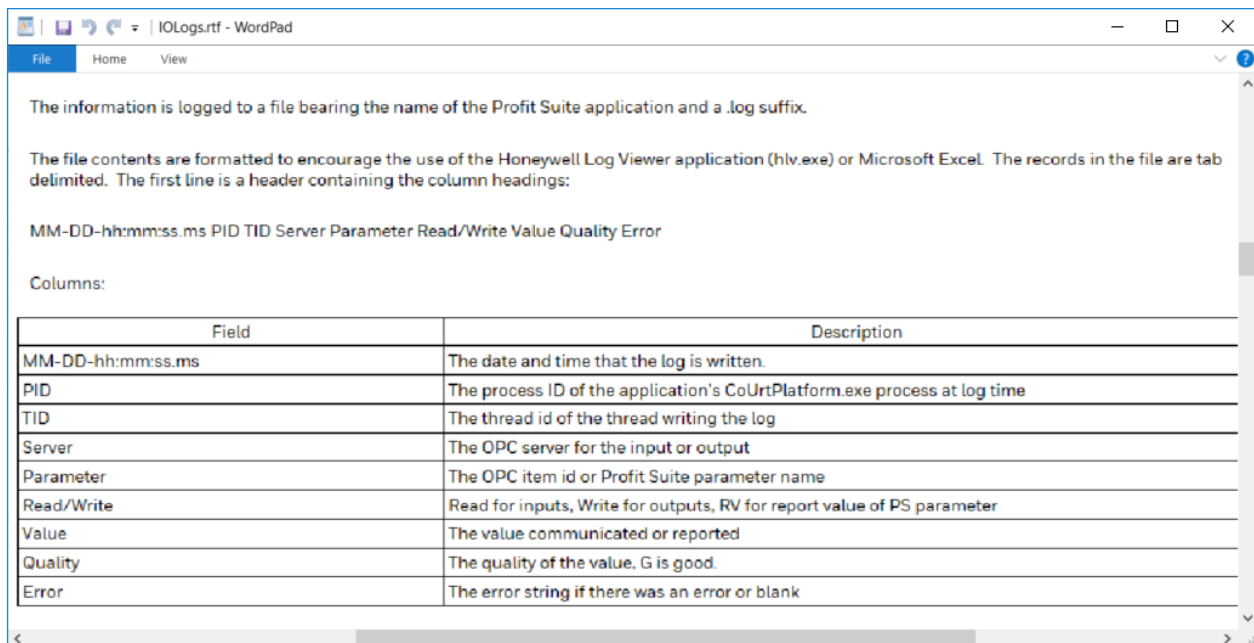 IOLogs.rtf - WordPad
File Home View
The information is logged to a file bearing the name of the Profit Suite application and a .log suffix.
The file contents are formatted to encourage the use of the Honeywell Log Viewer application (hlv.exe) or Microsoft Excel. The records in the file are tab
delimited. The first line is a header containing the column headings:
MM-DD-hh:mm:ss.ms PID TID Server Parameter Read/Write Value Quality Error
Columns:
Field Description
MM-DD-hh:mm:ss.ms The date and time that the log is written.
PID The process ID of the application's CoUrtPlatform.exe process at log time
TID The thread id of the thread writing the log
Server The OPC server for the input or output
Parameter The OPC item id or Profit Suite parameter name
Read/Write Read for inputs, Write for outputs, RV for report value of PS parameter
Value The value communicated or reported
Quality The quality of the value, G is good.
Error The error string if there was an error or blank